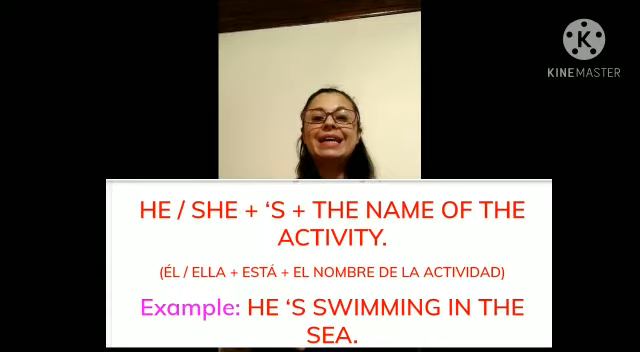 KINEMASTER
HE / SHE + ‘S + THE NAME OF THE
ACTIVITY.
(ÉL / ELLA + ESTÁ + EL NOMBRE DE LA ACTIVIDAD)
Example: HE ‘S SWIMMING IN THE
SEA.